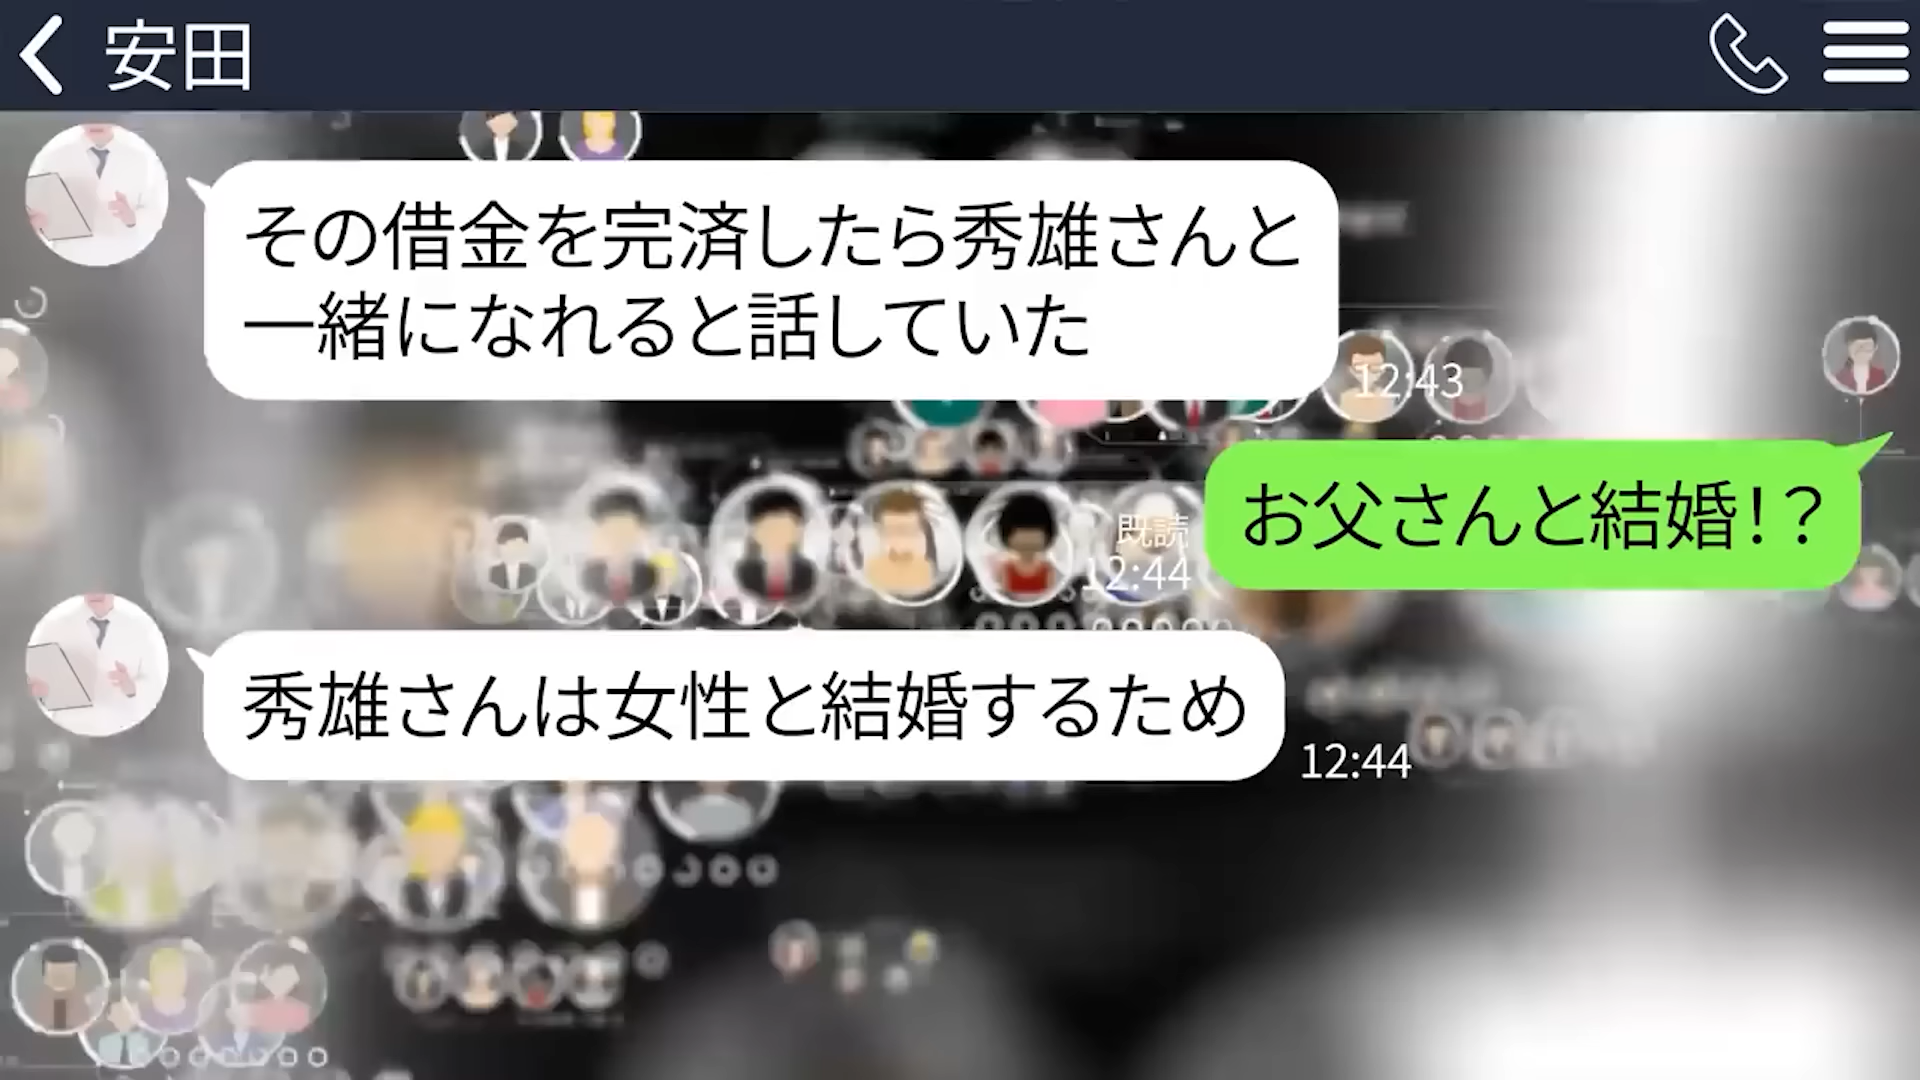 安田
その借金を完済したら秀雄さんと
一緒になれると話していた
12:43
お父さんと結婚！？
既読
12:44
秀雄さんは女性と結婚するため
12:44